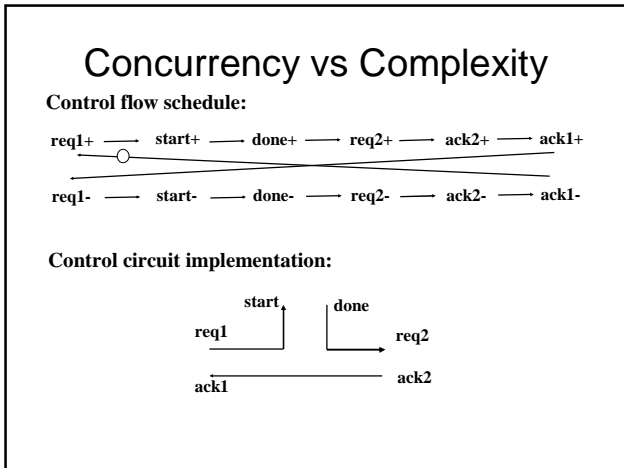 Concurrency vs Complexity
Control flow schedule:
req1+ start+ done+ req2+ ack2+ ack1+
req1- start- done- req2- ack2- ack1-
Control circuit implementation:
start done
req1 req2
ack1 ack2